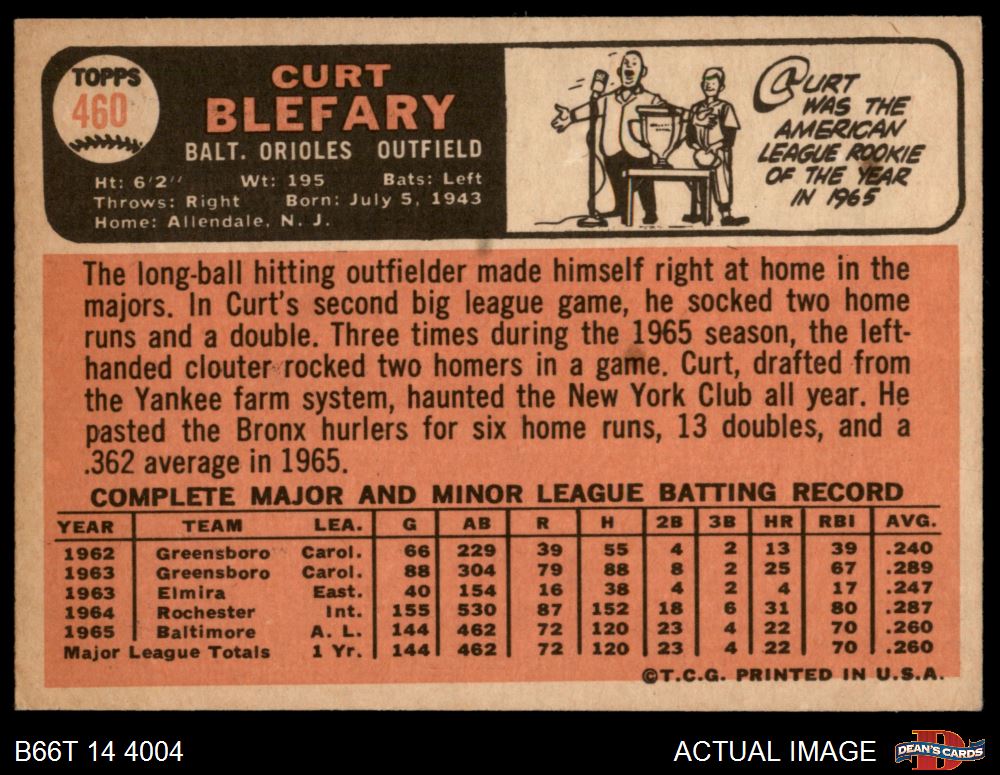 TOPPS
460
CURT
BLEFARY
BALT. ORIOLES OUTFIELD
Ht: 6'2" Wt: 195 Bats: Left
Throws: Right Born: July 5, 1943
Home: Allendale, N. J.
CURT
WAS THE
AMERICAN
LEAGUE ROOKIE
OF THE YEAR
IN 1965
The long-ball hitting outfielder made himself right at home in the
majors. In Curt's second big league game, he socked two home
runs and a double. Three times during the 1965 season, the left-
handed clouter rocked two homers in a game. Curt, drafted from
the Yankee farm system, haunted the New York Club all year. He
pasted the Bronx hurlers for six home runs, 13 doubles, and a
.362 average in 1965.
COMPLETE MAJOR AND MINOR LEAGUE BATTING RECORD
YEAR TEAM LEA. G AB R H 2B 3B HR RBI AVG.
1962 Greensboro Carol. 66 229 39 55 4 2 13 39 .240
1963 Greensboro Carol. 88 304 79 88 8 2 25 67 .289
1963 Elmira East. 40 154 16 38 4 2 4 17 .247
1964 Rochester Int. 155 530 87 152 18 6 31 80 .287
1965 Baltimore A. L. 144 462 72 120 23 4 22 70 .260
Major League Totals 1 Yr. 144 462 72 120 23 4 22 70 .260
©T.C.G. PRINTED IN U.S.A.
B66T 14 4004 ACTUAL IMAGE DEAN'S CARDS